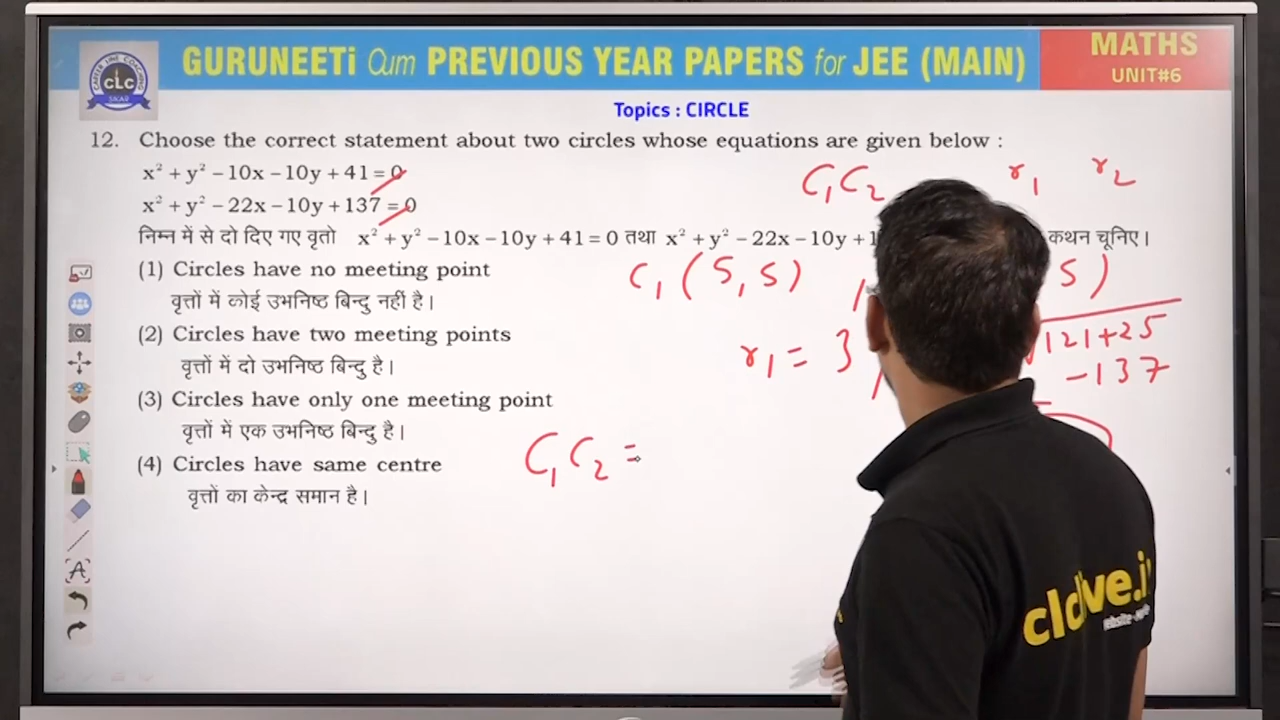 GURUNEETi Cum PREVIOUS YEAR PAPERS for JEE (MAIN)
MATHS
UNIT#6
CLC
SIKAR
Topics : CIRCLE
12. Choose the correct statement about two circles whose equations are given below :
x² + y² – 10x – 10y + 41 = 0
x² + y² – 22x – 10y + 137 = 0
C₁C₂ r₁ r₂
निम्न में से दो दिए गए वृतो x² + y² – 10x – 10y + 41 = 0 तथा x² + y² – 22x – 10y + 1 कथन चूनिए।
(1) Circles have no meeting point
वृत्तों में कोई उभनिष्ठ बिन्दु नहीं है।
C₁ (5, 5) 5)
(2) Circles have two meeting points
वृत्तों में दो उभनिष्ठ बिन्दु है।
r₁ = 3 √121+25
–137
(3) Circles have only one meeting point
वृत्तों में एक उभनिष्ठ बिन्दु है।
C₁C₂ =
(4) Circles have same centre
वृत्तों का केन्द्र समान है।
A